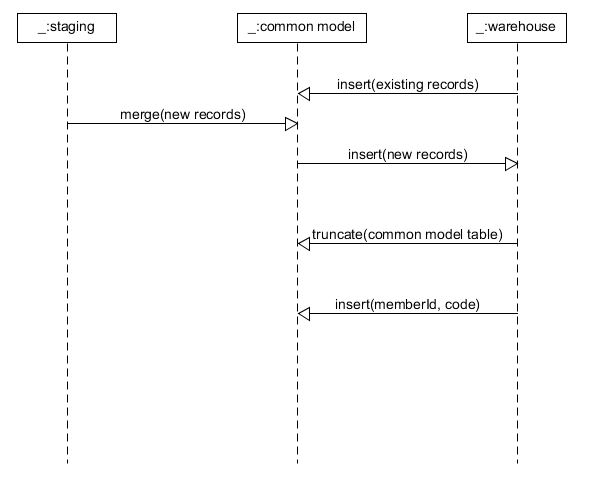 _:staging
_:common model
_:warehouse
insert(existing records)
merge(new records)
insert(new records)
truncate(common model table)
insert(memberId, code)